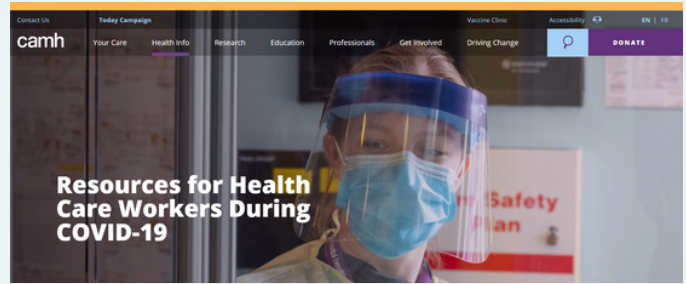 Contact Us Today Campaign Vaccine Clinic Accessibility EN | FR
camh Your Care Health Info Research Education Professionals Get Involved Driving Change DONATE
Resources for Health
Care Workers During
COVID-19
Safety